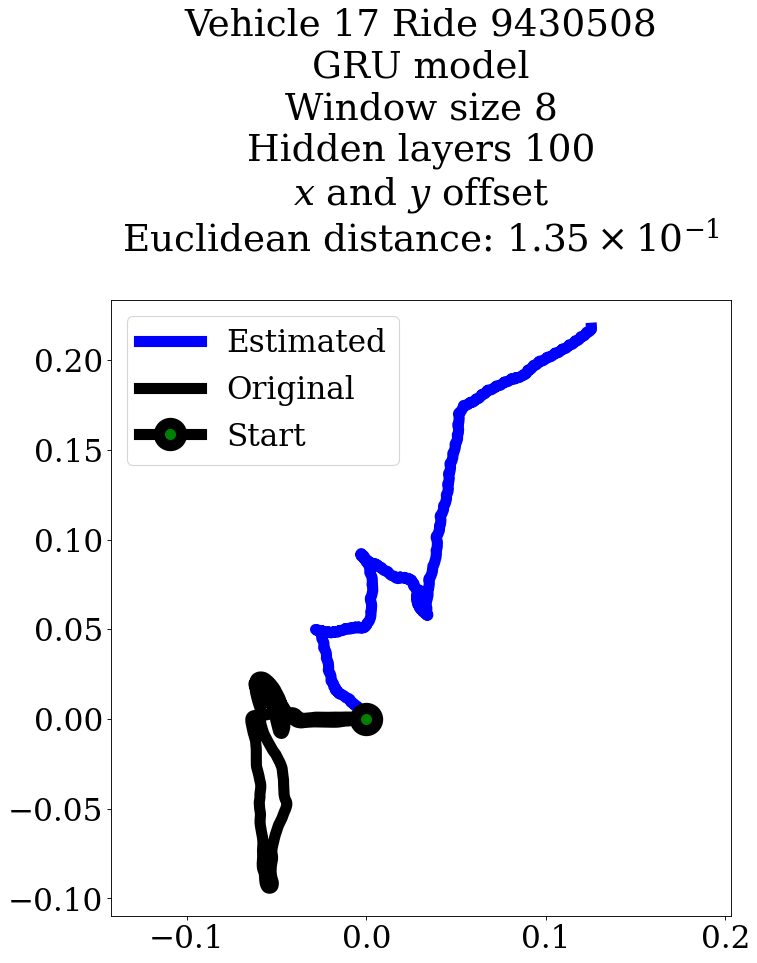 Vehicle 17 Ride 9430508
GRU model
Window size 8
Hidden layers 100
x and y offset
Euclidean distance: 1.35 × 10⁻¹
Estimated
Original
Start
0.20
0.15
0.10
0.05
0.00
−0.05
−0.10
−0.1 0.0 0.1 0.2